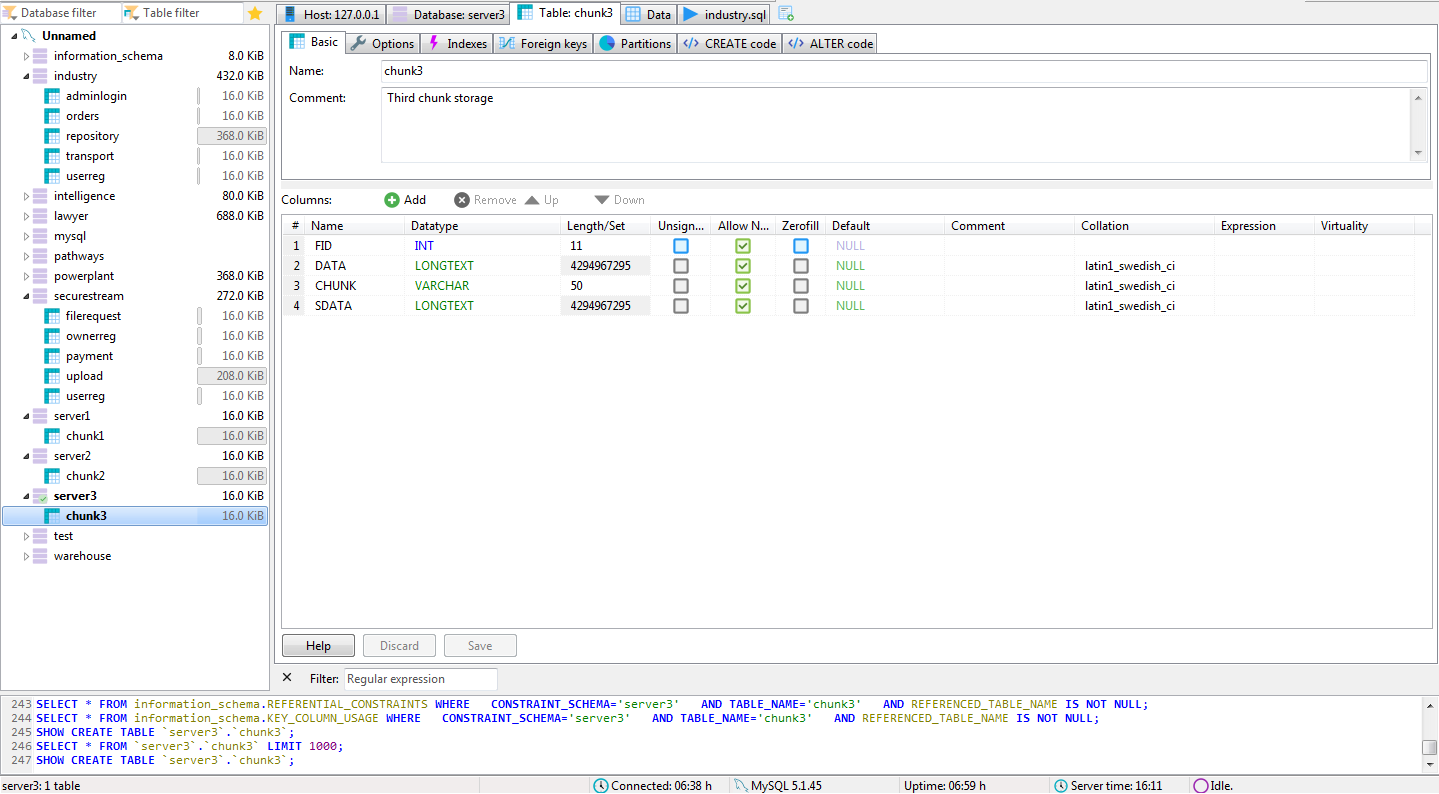 Database filter Table filter Host: 127.0.0.1 Database: server3 Table: chunk3 Data industry.sql
Unnamed
information_schema 8.0 KiB
industry 432.0 KiB
adminlogin 16.0 KiB
orders 16.0 KiB
repository 368.0 KiB
transport 16.0 KiB
userreg 16.0 KiB
intelligence 80.0 KiB
lawyer 688.0 KiB
mysql
pathways
powerplant 368.0 KiB
securestream 272.0 KiB
filerequest 16.0 KiB
ownerreg 16.0 KiB
payment 16.0 KiB
upload 208.0 KiB
userreg 16.0 KiB
server1 16.0 KiB
chunk1 16.0 KiB
server2 16.0 KiB
chunk2 16.0 KiB
server3 16.0 KiB
chunk3 16.0 KiB
test
warehouse
Basic Options Indexes Foreign keys Partitions CREATE code ALTER code
Name: chunk3
Comment: Third chunk storage
Columns: Add Remove Up Down
# Name Datatype Length/Set Unsign... Allow N... Zerofill Default Comment Collation Expression Virtuality
1 FID INT 11 NULL
2 DATA LONGTEXT 4294967295 NULL latin1_swedish_ci
3 CHUNK VARCHAR 50 NULL latin1_swedish_ci
4 SDATA LONGTEXT 4294967295 NULL latin1_swedish_ci
Help Discard Save
Filter: Regular expression
243 SELECT * FROM information_schema.REFERENTIAL_CONSTRAINTS WHERE CONSTRAINT_SCHEMA='server3' AND TABLE_NAME='chunk3' AND REFERENCED_TABLE_NAME IS NOT NULL;
244 SELECT * FROM information_schema.KEY_COLUMN_USAGE WHERE CONSTRAINT_SCHEMA='server3' AND TABLE_NAME='chunk3' AND REFERENCED_TABLE_NAME IS NOT NULL;
245 SHOW CREATE TABLE `server3`.`chunk3`;
246 SELECT * FROM `server3`.`chunk3` LIMIT 1000;
247 SHOW CREATE TABLE `server3`.`chunk3`;
server3: 1 table Connected: 06:38 h MySQL 5.1.45 Uptime: 06:59 h Server time: 16:11 Idle.